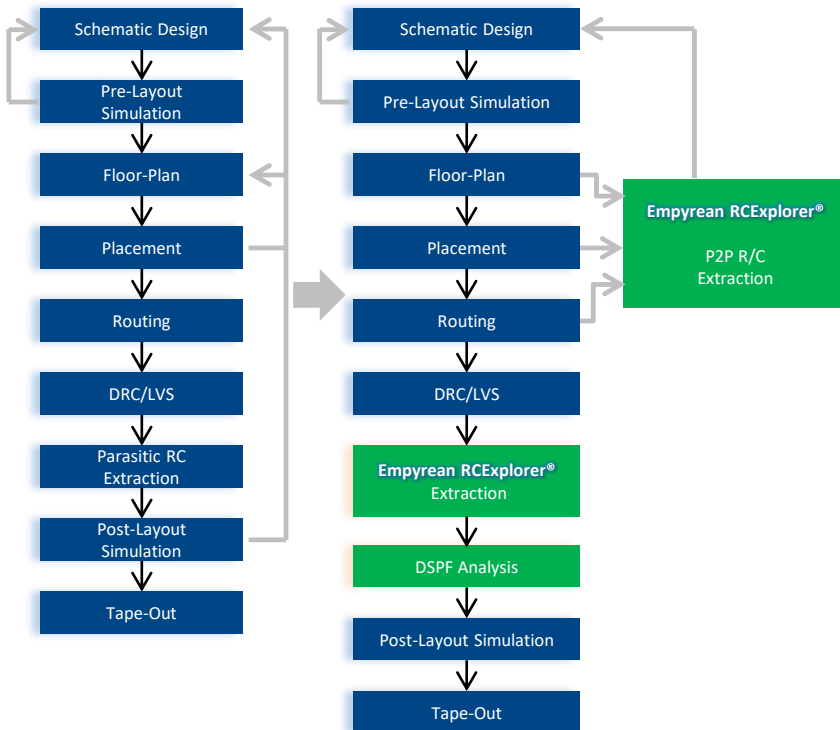 Schematic Design
Pre-Layout
Simulation
Floor-Plan
Placement
Routing
DRC/LVS
Parasitic RC
Extraction
Post-Layout
Simulation
Tape-Out
Schematic Design
Pre-Layout Simulation
Floor-Plan
Placement
Routing
DRC/LVS
Empyrean RCExplorer®
Extraction
DSPF Analysis
Post-Layout Simulation
Tape-Out
Empyrean RCExplorer®
P2P R/C
Extraction